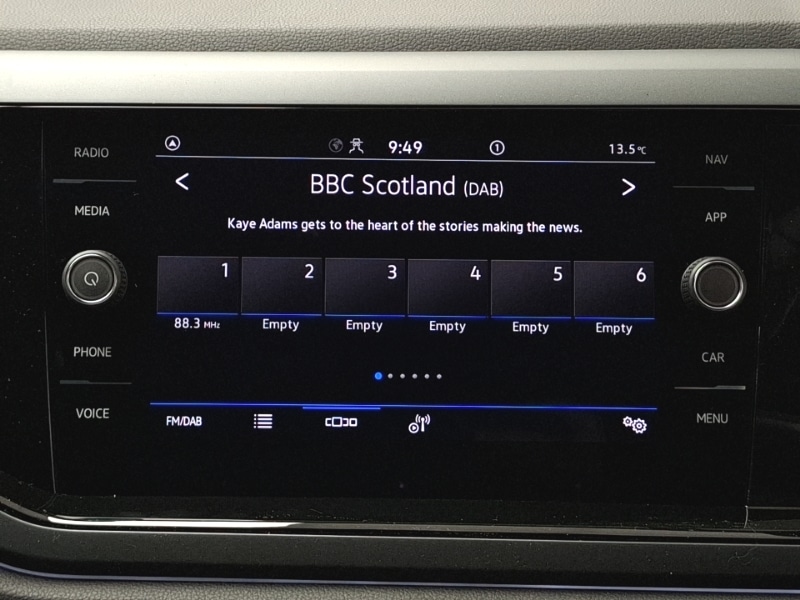 RADIO
9:49
1
13.5°C
NAV
BBC Scotland (DAB)
MEDIA
Kaye Adams gets to the heart of the stories making the news.
APP
1 2 3 4 5 6
88.3 MHz Empty Empty Empty Empty Empty
PHONE
CAR
VOICE
FM/DAB
MENU